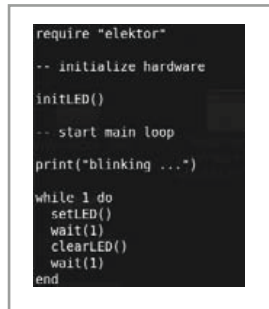 require "elektor"
-- initialize hardware
initLED()
-- start main loop
print("blinking ...")
while 1 do
setLED()
wait(1)
clearLED()
wait(1)
end